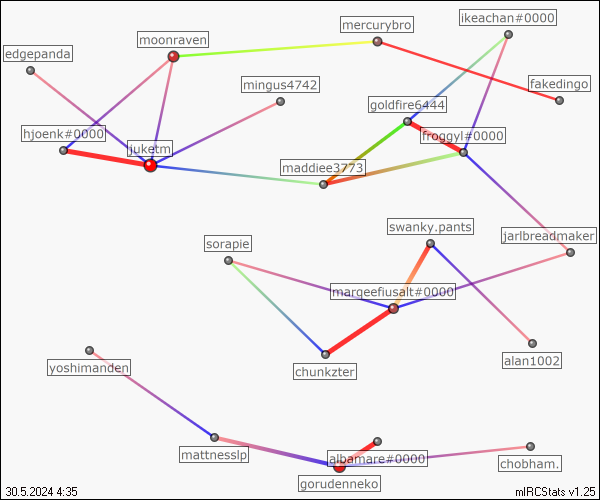 ikeachan#0000
mercurybro
moonraven
edgepanda
mingus4742
fakedingo
goldfire6444
hjoenk#0000
froggyl#0000
juketm
maddiee3773
swanky.pants
jarlbreadmaker
sorapie
margeefiusalt#0000
alan1002
chunkzter
yoshimanden
mattnesslp
albamare#0000
chobham.
gorudenneko
30.5.2024 4:35
mIRCStats v1.25